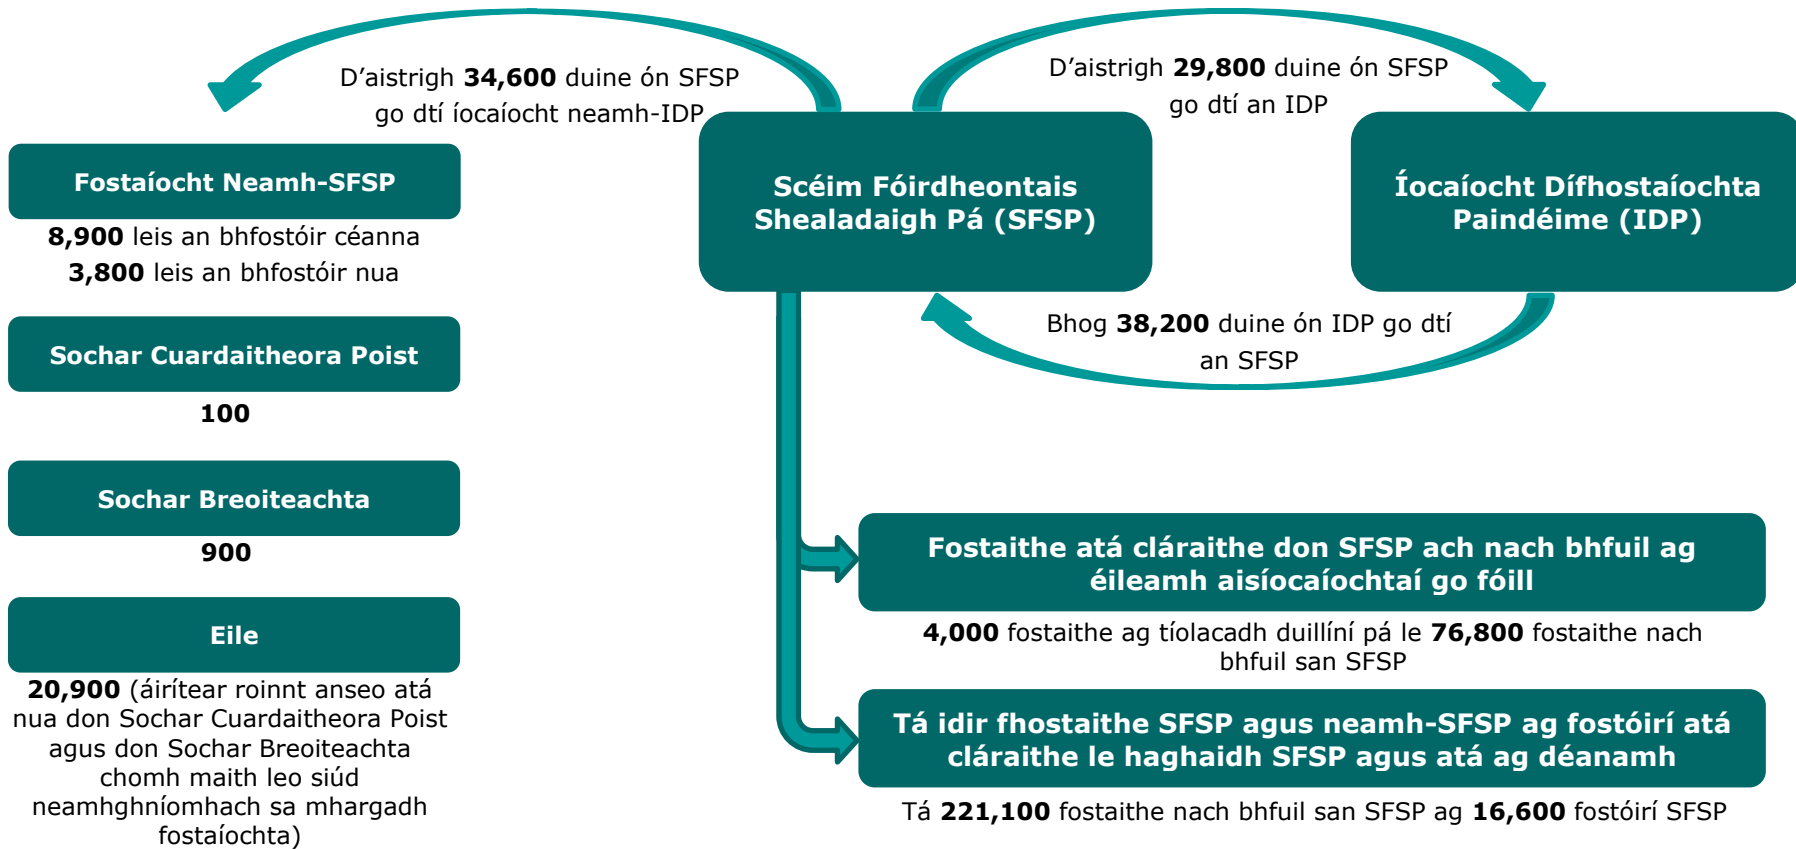 D'aistrigh 34,600 duine ón SFSP
go dtí íocaíocht neamh-IDP
D'aistrigh 29,800 duine ón SFSP
go dtí an IDP
Fostaíocht Neamh-SFSP
8,900 leis an bhfostóir céanna
3,800 leis an bhfostóir nua
Scéim Fóirdheontais
Shealadaigh Pá (SFSP)
Íocaíocht Dífhostaíochta
Paindéime (IDP)
Bhog 38,200 duine ón IDP go dtí
an SFSP
Sochar Cuardaitheora Poist
100
Sochar Breoiteachta
900
Eile
20,900 (áirítear roinnt anseo atá
nua don Sochar Cuardaitheora Poist
agus don Sochar Breoiteachta
chomh maith leo siúd
neamhghníomhach sa mhargadh
fostaíochta)
Fostaithe atá cláraithe don SFSP ach nach bhfuil ag
éileamh aisíocaíochtaí go fóill
4,000 fostaithe ag tíolacadh duillíní pá le 76,800 fostaithe nach
bhfuil san SFSP
Tá idir fhostaithe SFSP agus neamh-SFSP ag fostóirí atá
cláraithe le haghaidh SFSP agus atá ag déanamh
Tá 221,100 fostaithe nach bhfuil san SFSP ag 16,600 fostóirí SFSP